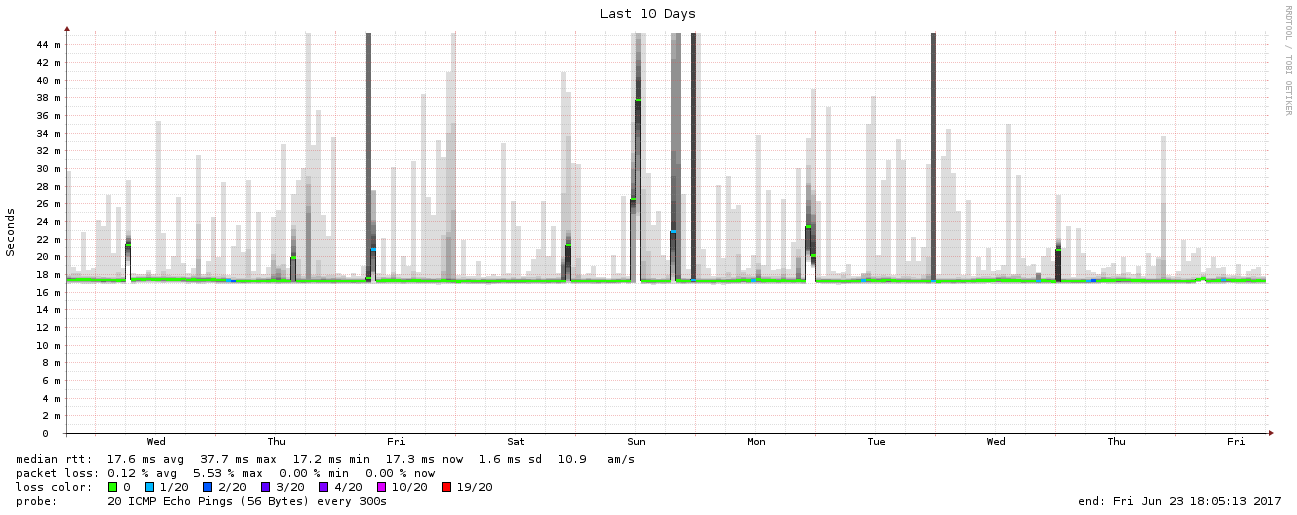 Last 10 Days
RRDTOOL / TOBI OETIKER
Seconds
44 m
42 m
40 m
38 m
36 m
34 m
32 m
30 m
28 m
26 m
24 m
22 m
20 m
18 m
16 m
14 m
12 m
10 m
8 m
6 m
4 m
2 m
0
Wed Thu Fri Sat Sun Mon Tue Wed Thu Fri
median rtt: 17.6 ms avg 37.7 ms max 17.2 ms min 17.3 ms now 1.6 ms sd 10.9 am/s
packet loss: 0.12 % avg 5.53 % max 0.00 % min 0.00 % now
loss color: 0 1/20 2/20 3/20 4/20 10/20 19/20
probe: 20 ICMP Echo Pings (56 Bytes) every 300s end: Fri Jun 23 18:05:13 2017